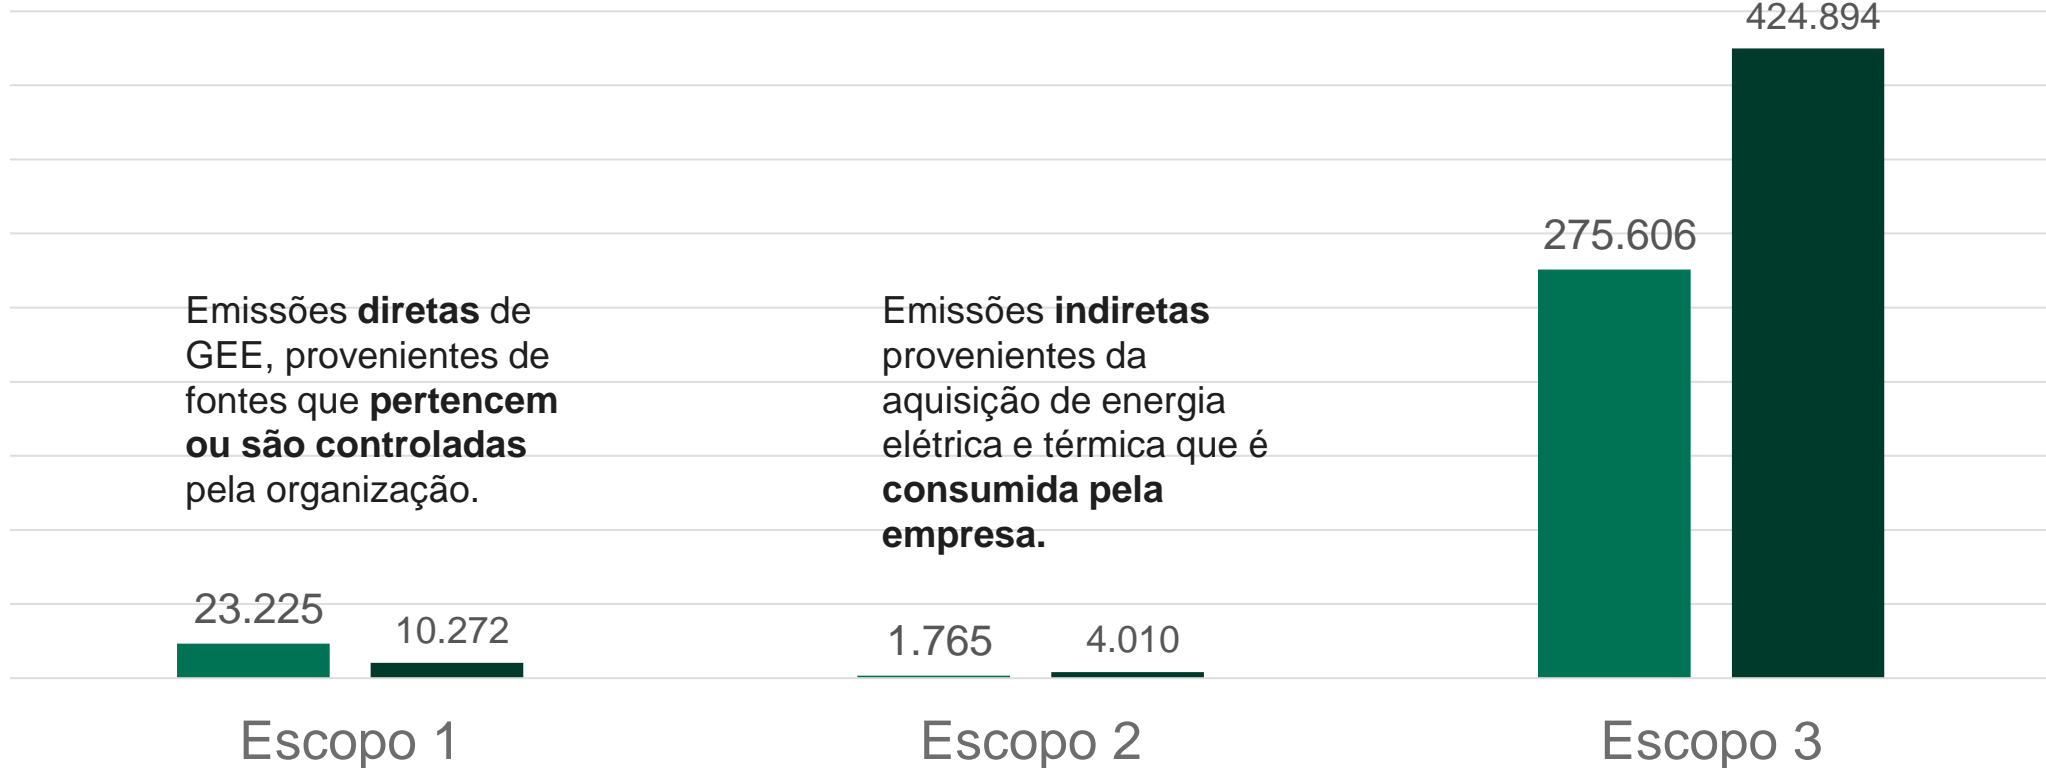 424.894
275.606
Emissões diretas de
GEE, provenientes de
fontes que pertencem
ou são controladas
pela organização.
Emissões indiretas
provenientes da
aquisição de energia
elétrica e térmica que é
consumida pela
empresa.
23.225
10.272
1.765
4.010
Escopo 1
Escopo 2
Escopo 3